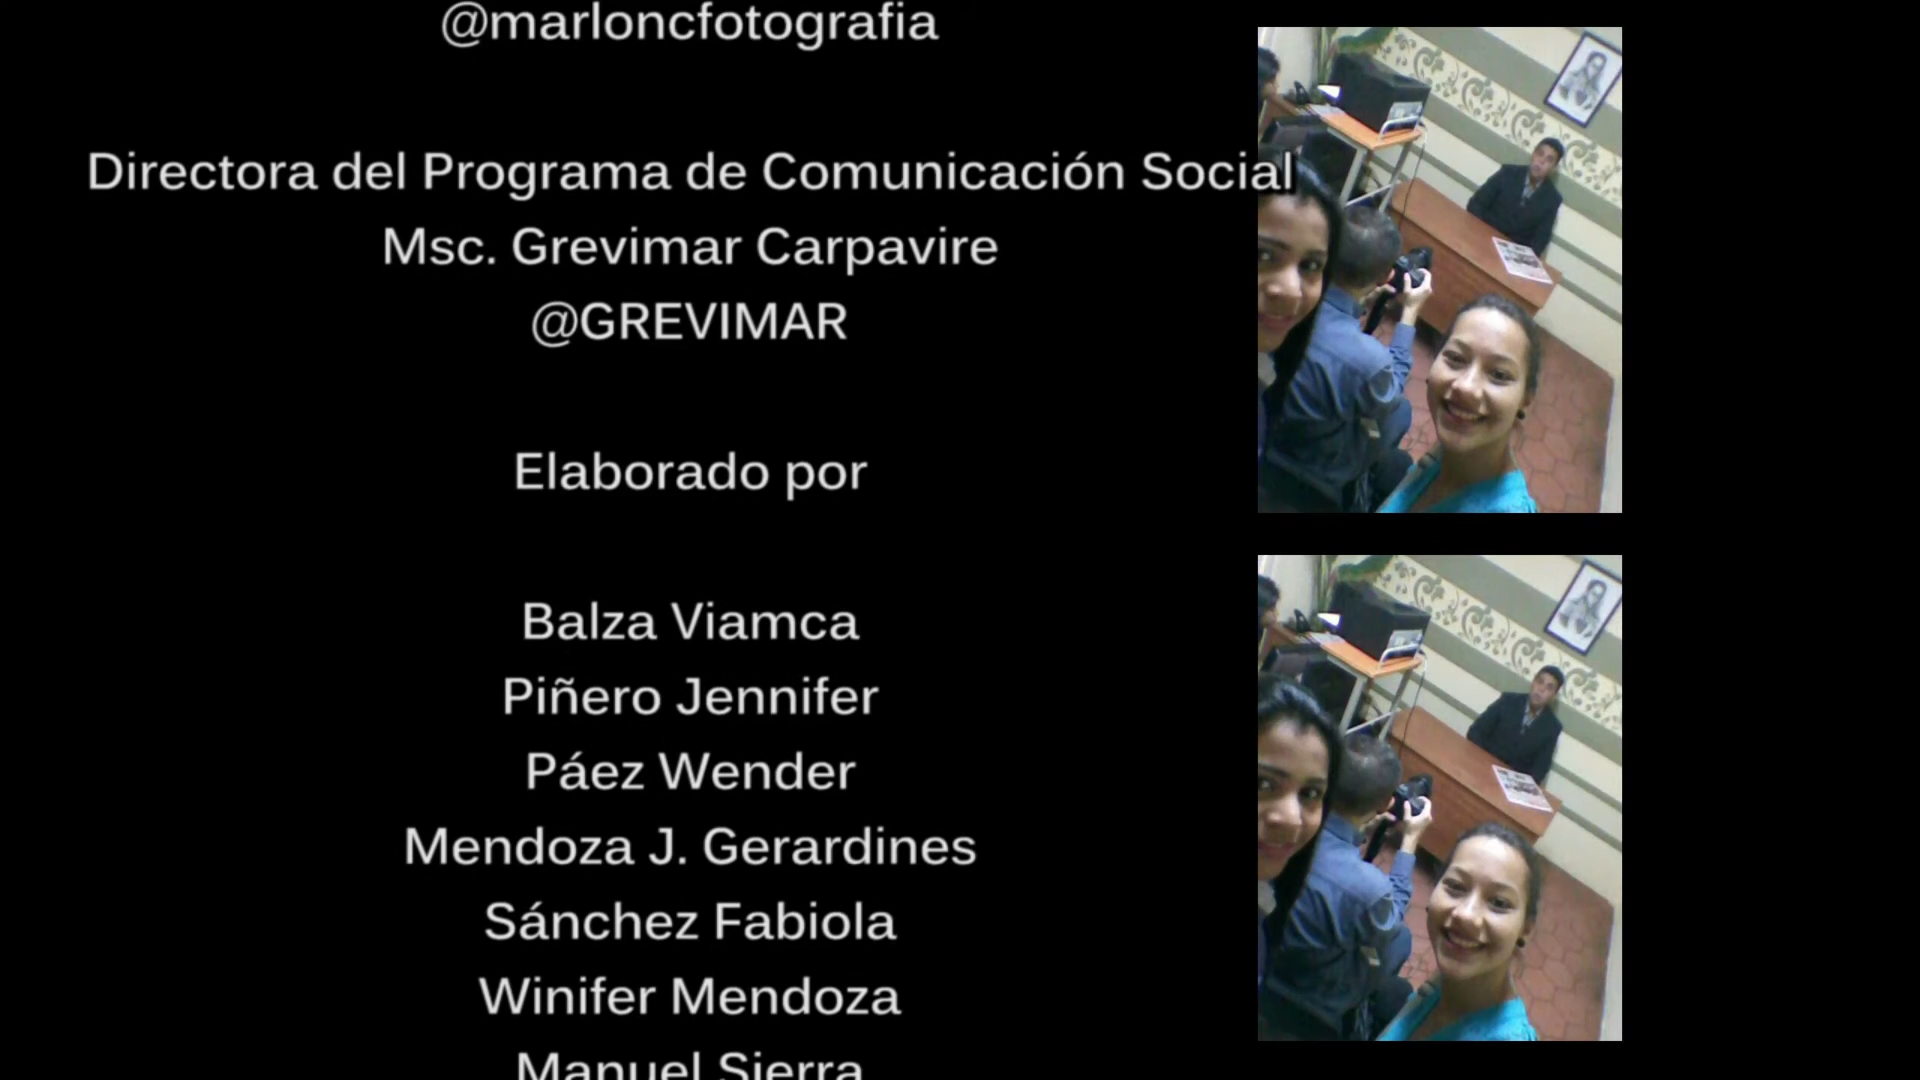 @marloncfotografia
Directora del Programa de Comunicación Social
Msc. Grevimar Carpavire
@GREVIMAR
Elaborado por
Balza Viamca
Piñero Jennifer
Páez Wender
Mendoza J. Gerardines
Sánchez Fabiola
Winifer Mendoza
Manuel Sierra